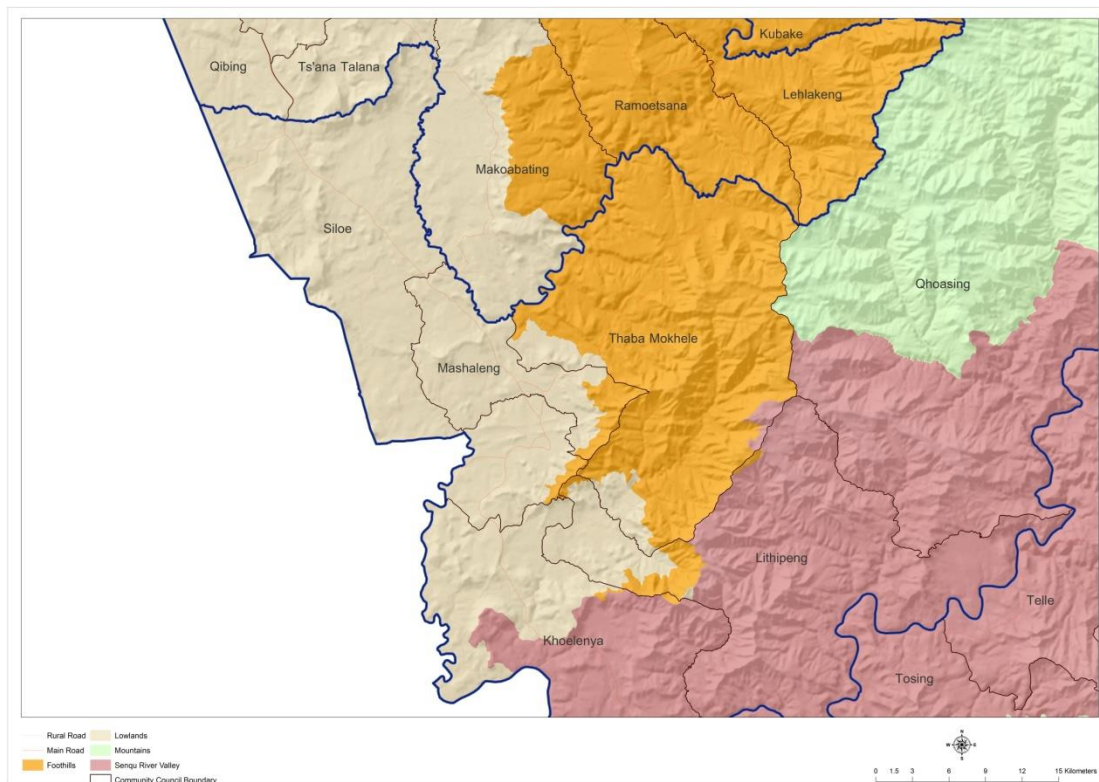 Kubake
Qibing
Ts'ana Talana
Lehlakeng
Ramoetsana
Makoabating
Siloe
Qhoasing
Thaba Mokhele
Mashaleng
Lithipeng
Telle
Khoelenya
Tosing
Rural Road
Lowlands
Main Road
Mountains
Foothills
Senqu River Valley
Community Council Boundary
N
W
E
S
0 1.5 3 6 9 12 15 Kilometers